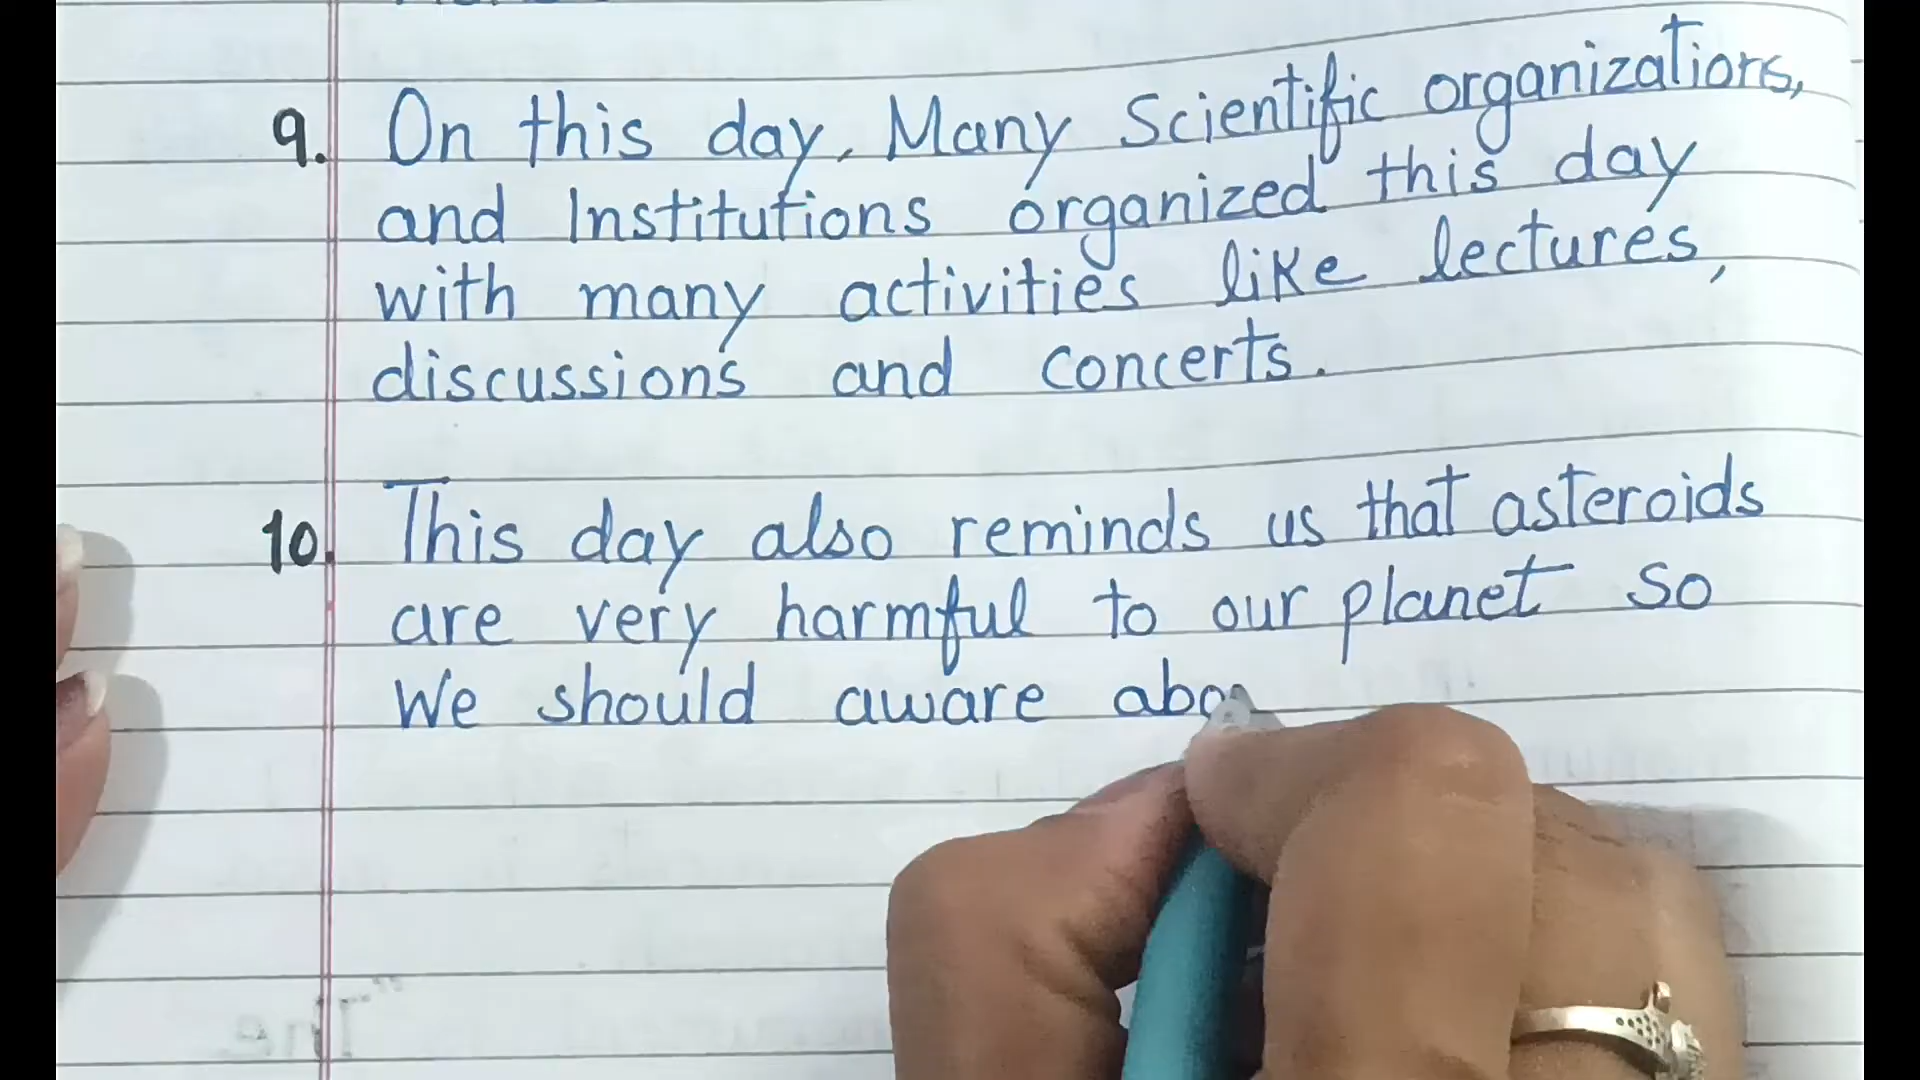 9. On this day, Many Scientific organizations,
and Institutions organized this day
with many activities like lectures,
discussions and concerts.
10. This day also reminds us that asteroids
are very harmful to our planet so
We should aware abo